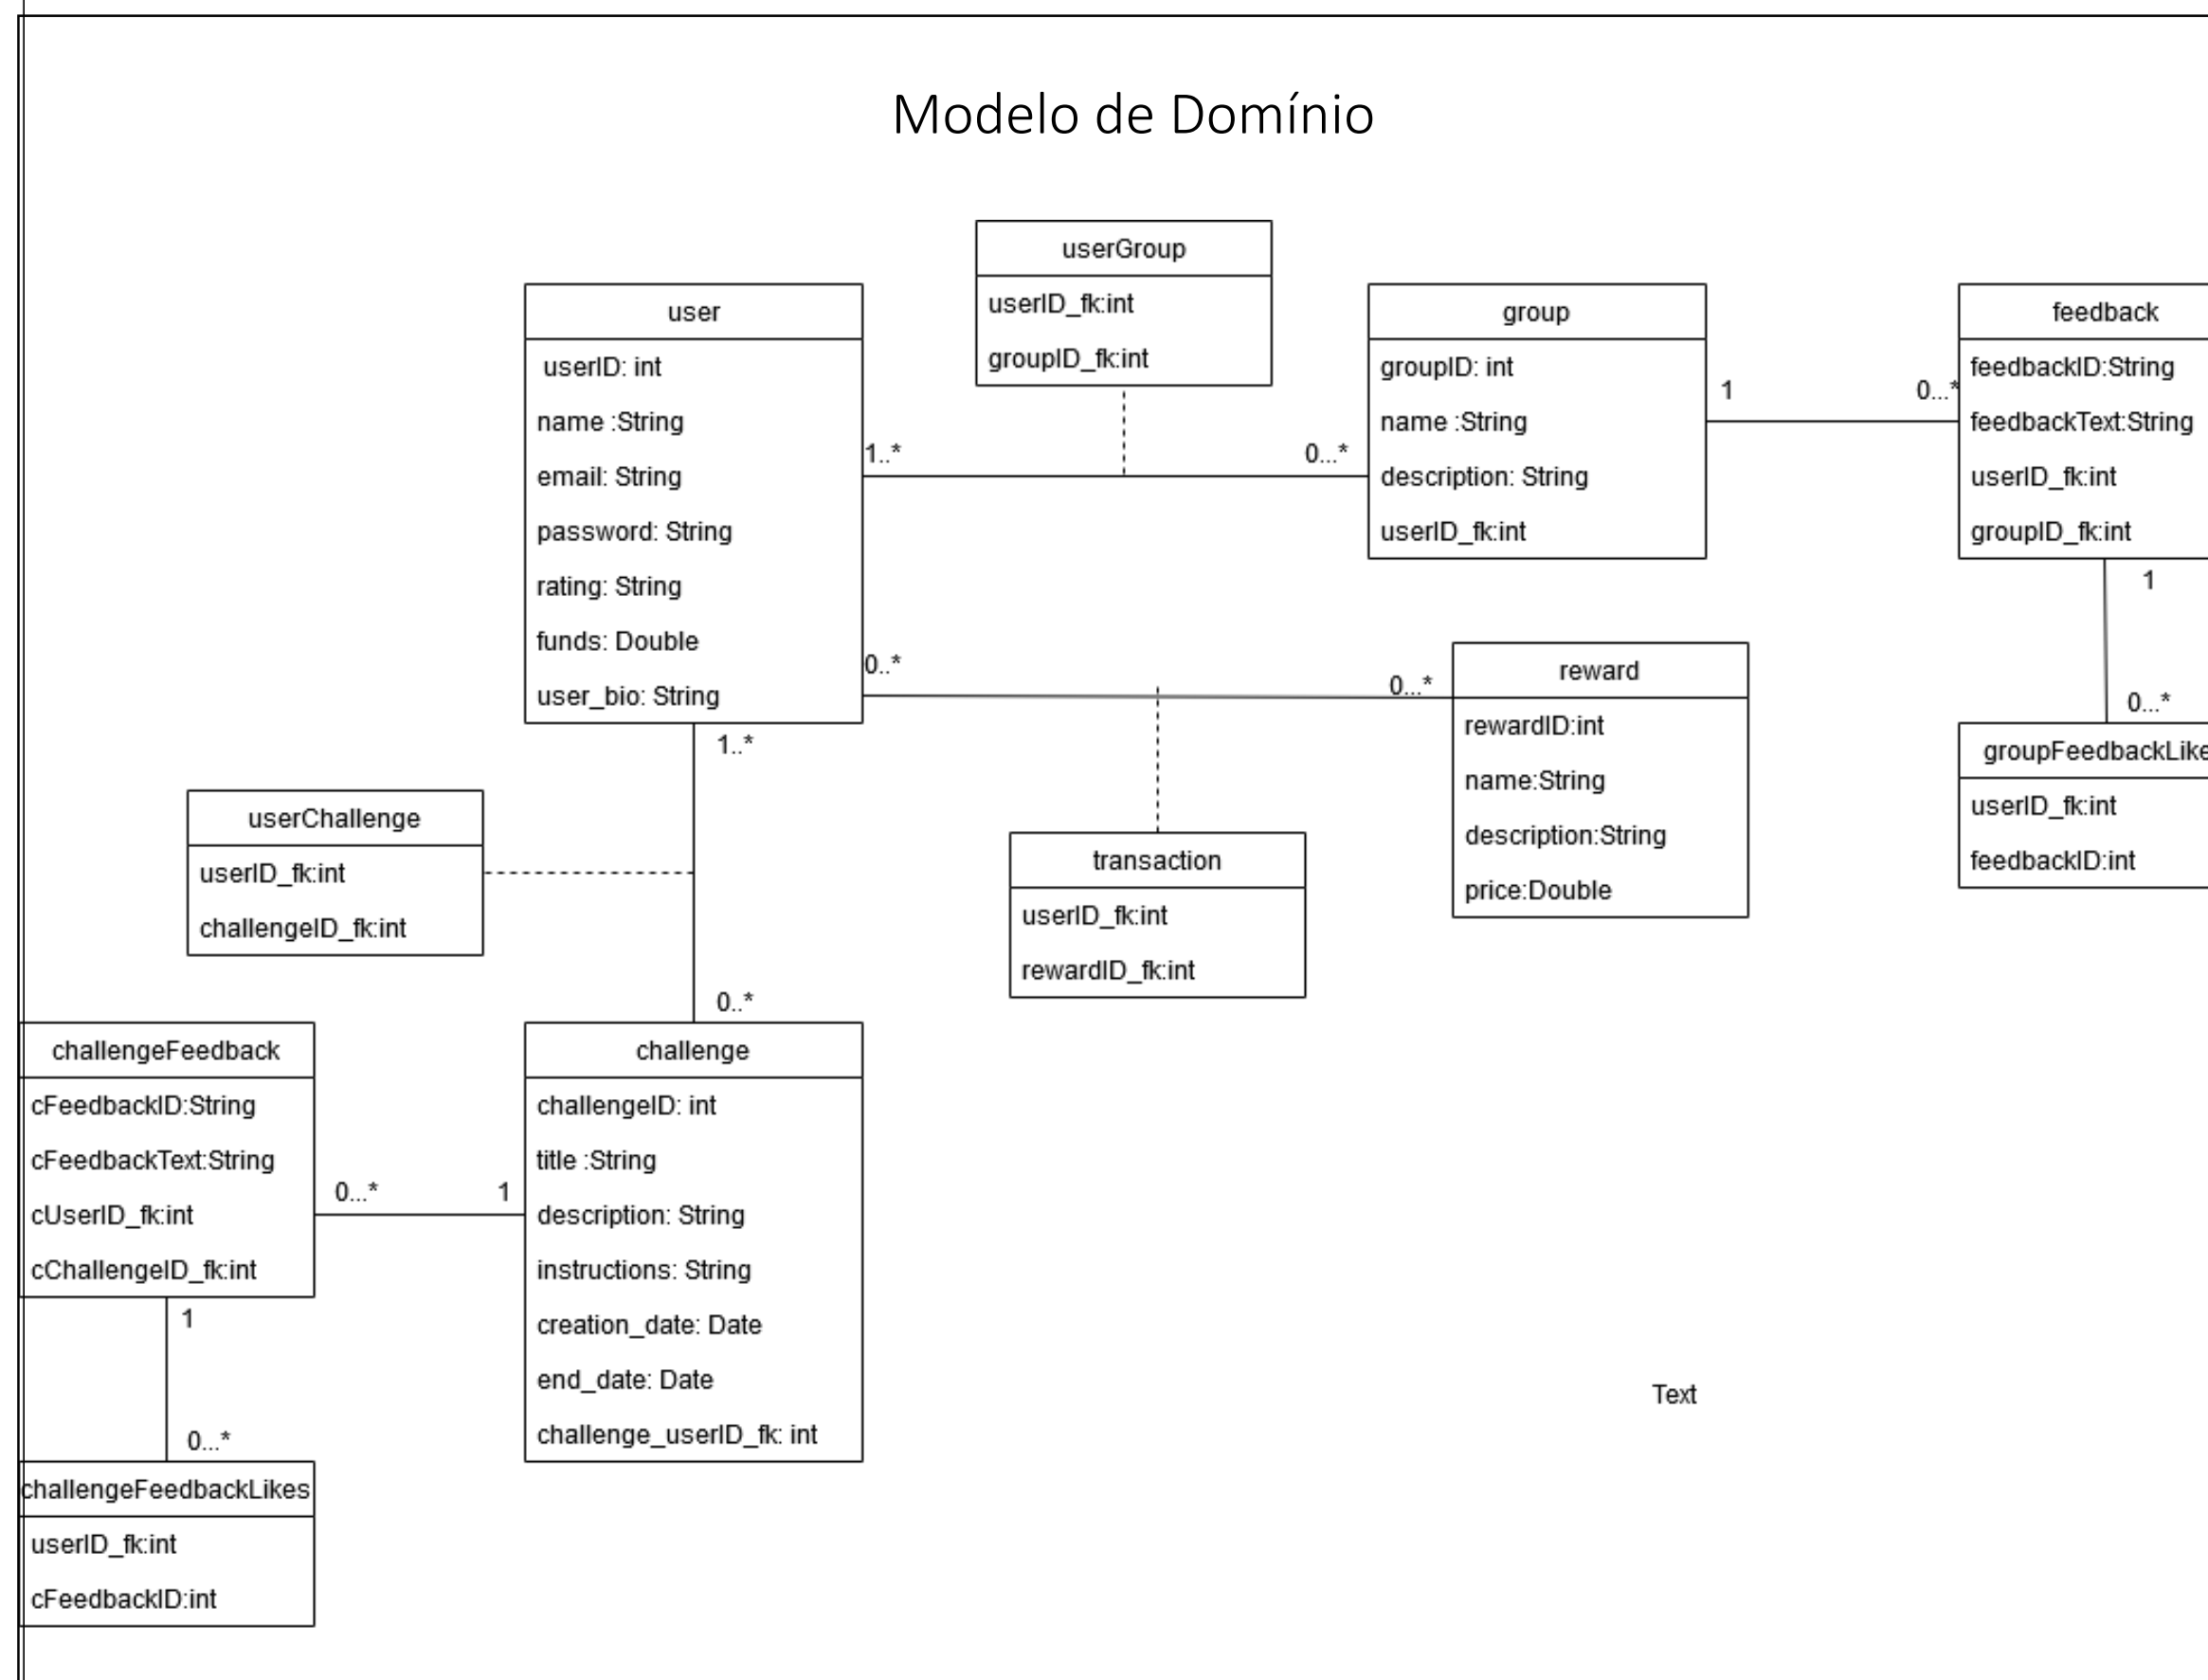 Modelo de Domínio
userGroup
userID_fk:int
groupID_fk:int
user
userID: int
name :String
email: String
password: String
rating: String
funds: Double
user_bio: String
1..*
0...*
group
groupID: int
name :String
description: String
userID_fk:int
1
0...*
feedback
feedbackID:String
feedbackText:String
userID_fk:int
groupID_fk:int
1
0...*
groupFeedbackLike
userID_fk:int
feedbackID:int
0..*
0...*
reward
rewardID:int
name:String
description:String
price:Double
transaction
userID_fk:int
rewardID_fk:int
1..*
userChallenge
userID_fk:int
challengeID_fk:int
0..*
challengeFeedback
cFeedbackID:String
cFeedbackText:String
cUserID_fk:int
cChallengeID_fk:int
0...*
1
challenge
challengeID: int
title :String
description: String
instructions: String
creation_date: Date
end_date: Date
challenge_userID_fk: int
1
0...*
challengeFeedbackLikes
userID_fk:int
cFeedbackID:int
Text